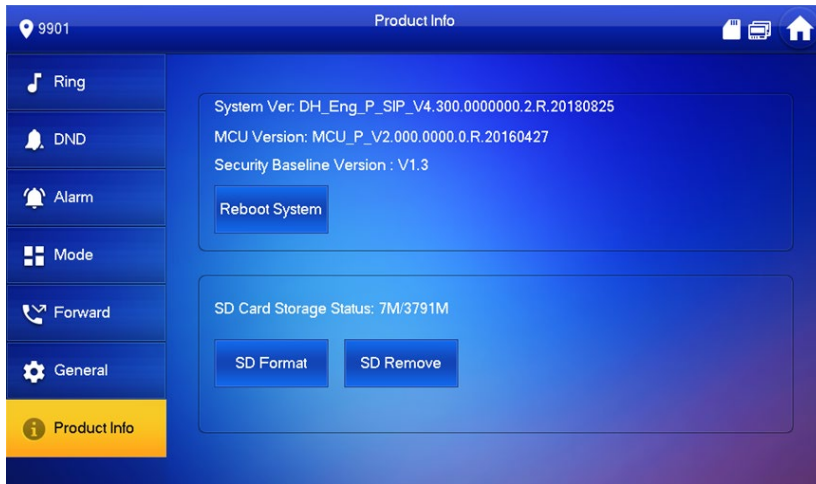 9901
Product Info
Ring
DND
Alarm
Mode
Forward
General
Product Info
System Ver: DH_Eng_P_SIP_V4.300.0000000.2.R.20180825
MCU Version: MCU_P_V2.000.0000.0.R.20160427
Security Baseline Version : V1.3
Reboot System
SD Card Storage Status: 7M/3791M
SD Format
SD Remove